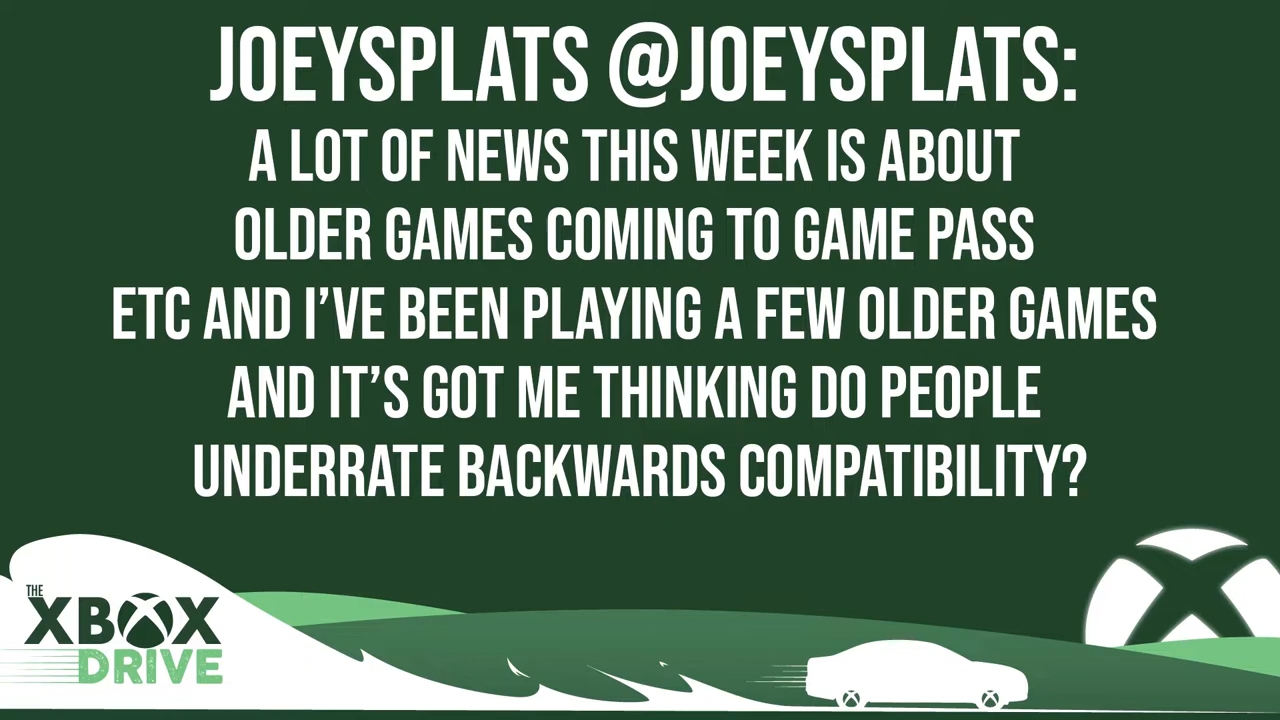 JOEYSPLATS @JOEYSPLATS:
A LOT OF NEWS THIS WEEK IS ABOUT
OLDER GAMES COMING TO GAME PASS
ETC AND I’VE BEEN PLAYING A FEW OLDER GAMES
AND IT’S GOT ME THINKING DO PEOPLE
UNDERRATE BACKWARDS COMPATIBILITY?
THE
XBOX
DRIVE